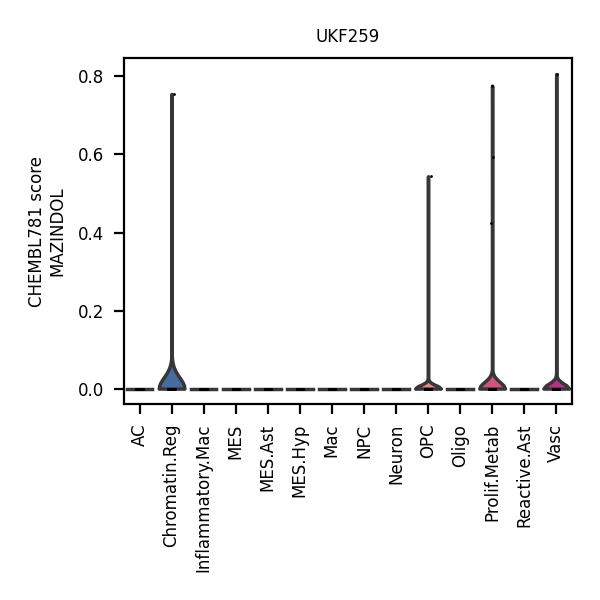 UKF259
CHEMBL781 score
MAZINDOL
0.8
0.6
0.4
0.2
0.0
AC
Chromatin.Reg
Inflammatory.Mac
MES
MES.Ast
MES.Hyp
Mac
NPC
Neuron
OPC
Oligo
Prolif.Metab
Reactive.Ast
Vasc